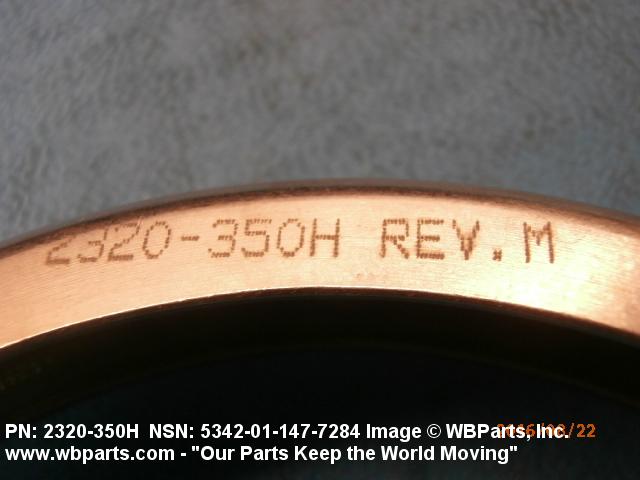 2320-350H REV.M
PN: 2320-350H NSN: 5342-01-147-7284 Image © WBParts, Inc.
www.wbparts.com - "Our Parts Keep the World Moving"